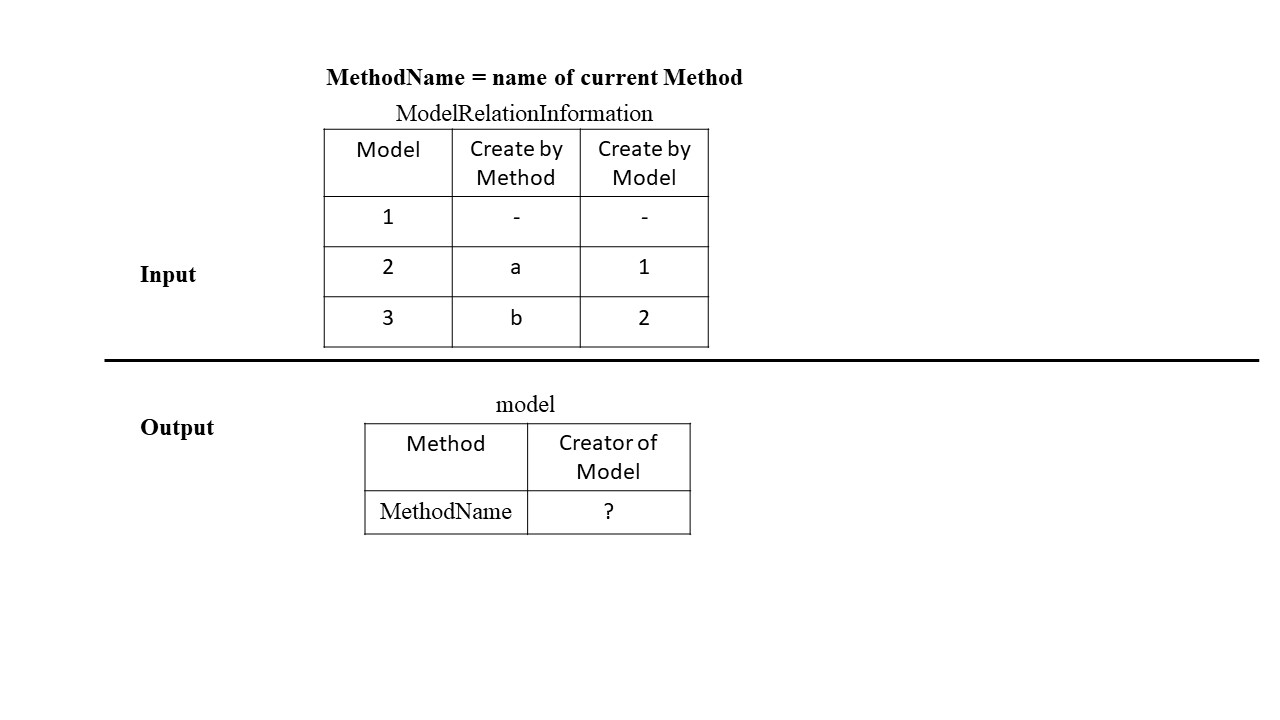 MethodName = name of current Method
ModelRelationInformation
Model
Create by
Method
Create by
Model
1
-
-
2
a
1
Input
3
b
2
model
Output
Method
Creator of
Model
MethodName
?